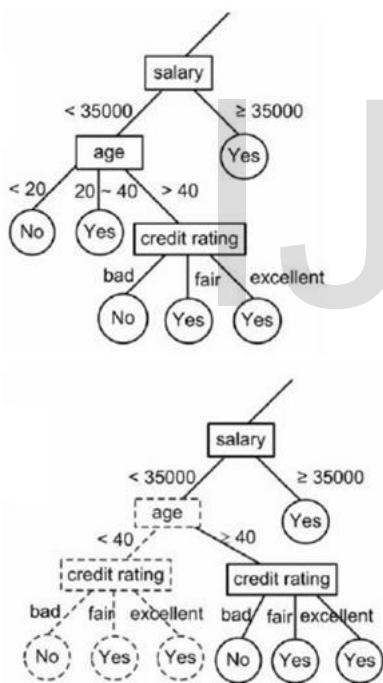 salary
< 35000 ≥ 35000
age Yes
< 20 20 ~ 40 > 40
No Yes credit rating
bad fair excellent
No Yes Yes
IJ
salary
< 35000 ≥ 35000
age Yes
< 40 > 40
credit rating credit rating
bad fair excellent bad fair excellent
No Yes Yes No Yes Yes